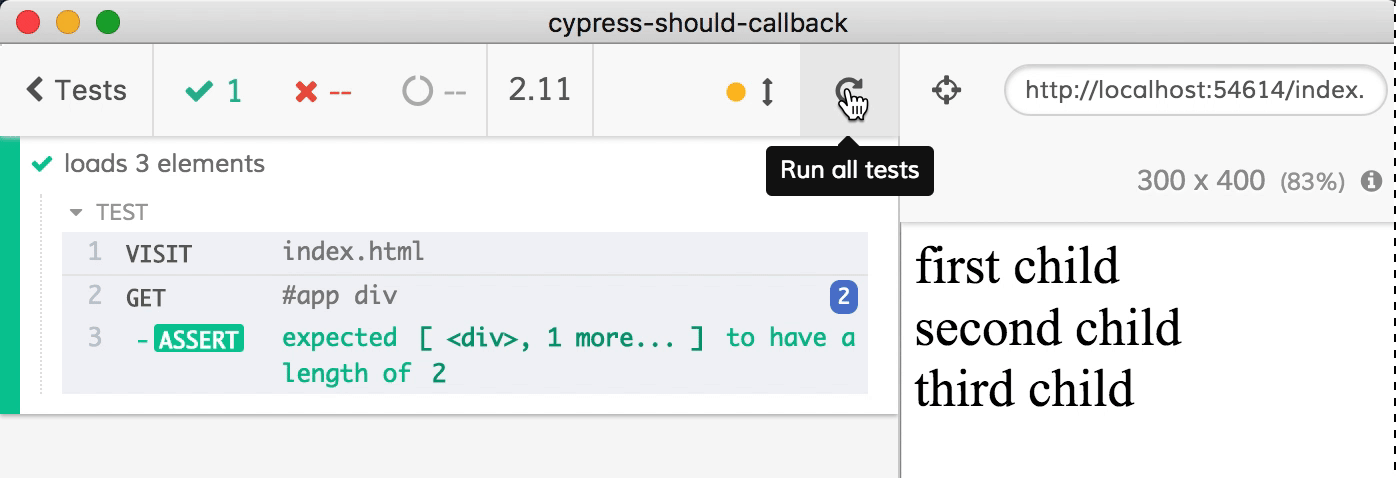 cypress-should-callback
Tests 1 -- -- 2.11 http://localhost:54614/index.
Run all tests
300 x 400 (83%)
loads 3 elements
TEST
1 VISIT index.html
2 GET #app div 2
3 -ASSERT expected [ <div>, 1 more... ] to have a
length of 2
first child
second child
third child